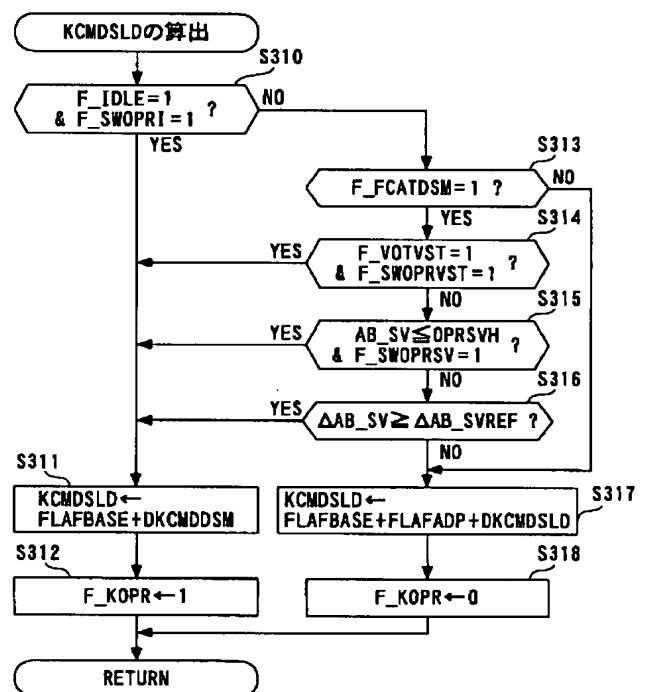 KCMDSLDの算出
S310
F_IDLE=1
& F_SWOPRI=1 ?
NO
YES
S313
F_FCATDSM=1 ?
NO
YES
S314
F_VOTVST=1
& F_SWOPRVST=1 ?
YES
NO
S315
AB_SV≦OPRSVH
& F_SWOPRSV=1 ?
YES
NO
S316
ΔAB_SV≧ΔAB_SVREF ?
YES
NO
S311
KCMDSLD←
FLAFBASE+DKCMDDSM
S317
KCMDSLD←
FLAFBASE+FLAFADP+DKCMDSLD
S312
F_KOPR←1
S318
F_KOPR←0
RETURN